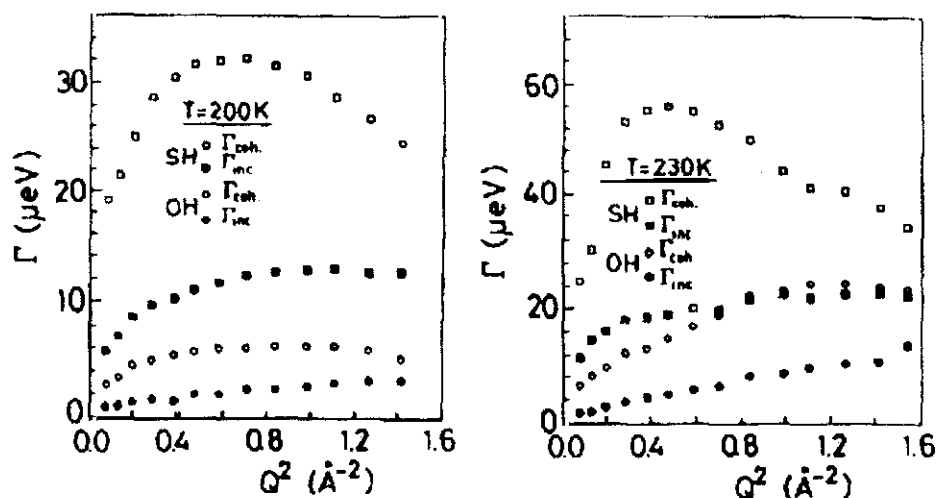 30
20
10
0
Γ (μeV)
T=200K
SH Γcoh.
Γinc
OH Γcoh.
Γinc
0.0 0.4 0.8 1.2 1.6
Q² (Å⁻²)
60
40
20
0
Γ (μeV)
T=230K
SH Γcoh.
Γinc
OH Γcoh
Γinc
0.0 0.4 0.8 1.2 1.6
Q² (Å⁻²)